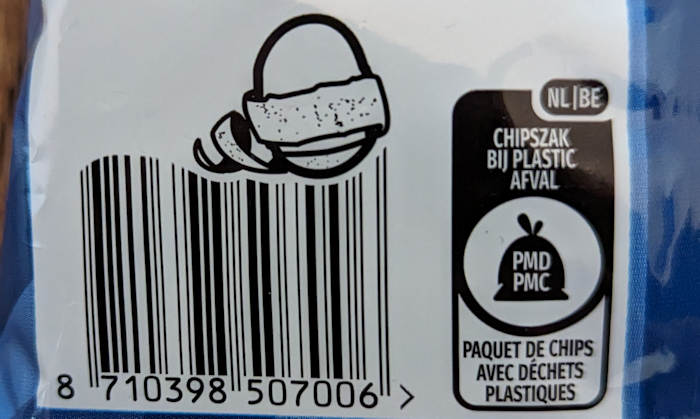 NL|BE
CHIPSZAK
BIJ PLASTIC
AFVAL
PMD
PMC
PAQUET DE CHIPS
AVEC DÉCHETS
PLASTIQUES
8 710398 507006 >